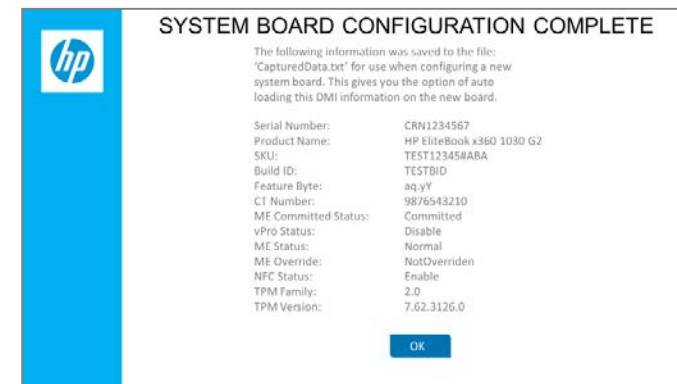 hp
SYSTEM BOARD CONFIGURATION COMPLETE
The following information was saved to the file:
'CapturedData.txt' for use when configuring a new
system board. This gives you the option of auto
loading this DMI information on the new board.
Serial Number: CRN1234567
Product Name: HP EliteBook x360 1030 G2
SKU: TEST12345#ABA
Build ID: TESTBID
Feature Byte: aq.yY
CT Number: 9876543210
ME Committed Status: Committed
vPro Status: Disable
ME Status: Normal
ME Override: NotOverriden
NFC Status: Enable
TPM Family: 2.0
TPM Version: 7.62.3126.0
OK